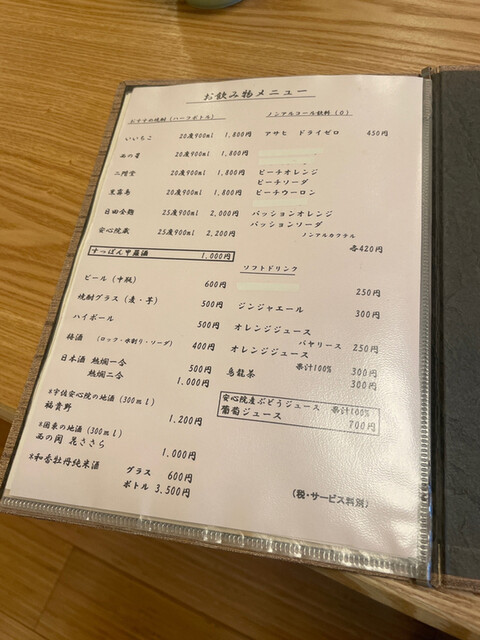 お飲み物メニュー
おすすめ焼酎(ハーフボトル)
いいちこ 20度900ml 1,800円
西の星 20度900ml 1,800円
二階堂 20度900ml 1,800円
黒霧島 20度900ml 1,800円
日田全麹 25度900ml 2,000円
安心院蔵 25度900ml 2,200円
すっぽん甲羅酒 1,000円
ビール(中瓶) 600円
焼酎グラス(麦・芋) 500円
ハイボール 500円
梅酒 (ロック・水割り・ソーダ) 400円
日本酒 熱燗一合 500円
熱燗二合 1,000円
*宇佐安心院の地酒(300ml)
福貴野 1,200円
*国東の地酒(300ml)
西の関 花ささら 1,000円
*和香牡丹純米酒 グラス 600円
ボトル 3,500円
ノンアルコール飲料(0)
アサヒ ドライゼロ 450円
ピーチオレンジ
ピーチソーダ
ピーチウーロン
パッションオレンジ
パッションソーダ
ノンアルカクテル
各420円
ソフトドリンク
250円
ジンジャエール 300円
オレンジジュース
バヤリース 250円
オレンジジュース
果汁100% 300円
烏龍茶 300円
安心院産ぶどうジュース 果汁100%
葡萄ジュース 700円
(税・サービス料別)